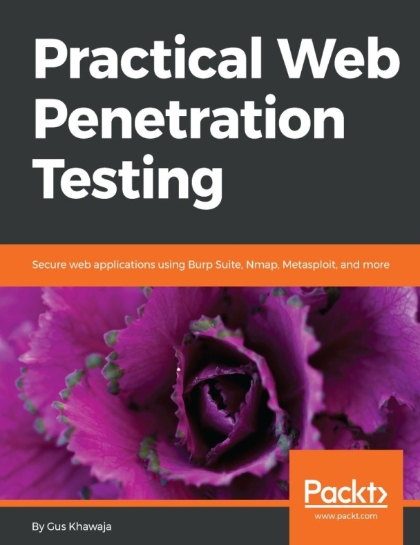 Practical Web
Penetration
Testing
Secure web applications using Burp Suite, Nmap, Metasploit, and more
Packt>
www.packt.com
By Gus Khawaja